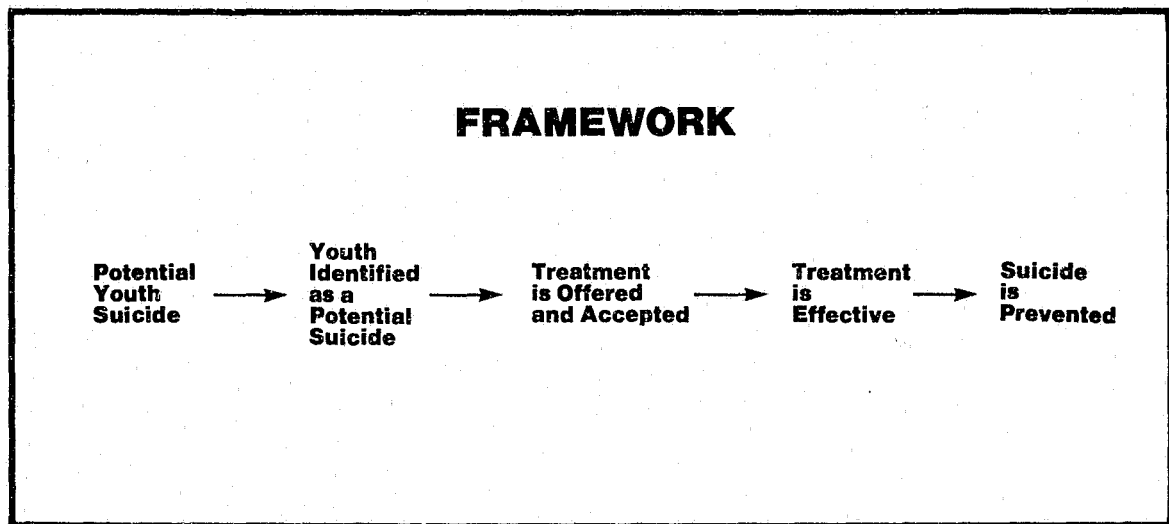 FRAMEWORK
Potential
Youth
Suicide
Youth
Identified
as a
Potential
Suicide
Treatment
is Offered
and Accepted
Treatment
is
Effective
Suicide
is
Prevented